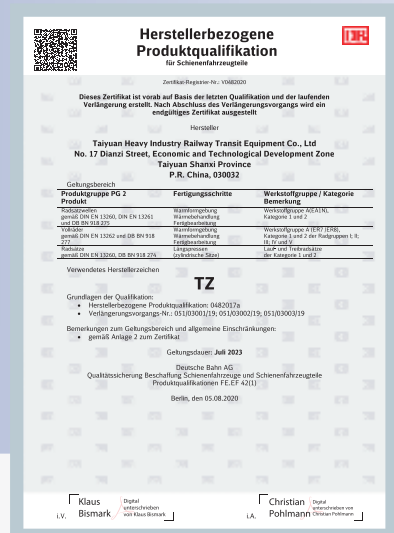 Herstellerbezogene
Produktqualifikation
für Schienenfahrzeugteile
DB
Zertifikat-Registrier-Nr.: V0482020
Dieses Zertifikat ist vorab auf Basis der letzten Qualifikation und der laufenden
Verlängerung erstellt. Nach Abschluss des Verlängerungsvorgangs wird ein
endgültiges Zertifikat ausgestellt
Hersteller
Taiyuan Heavy Industry Railway Transit Equipment Co., Ltd
No. 17 Dianzi Street, Economic and Technological Development Zone
Taiyuan Shanxi Province
P.R. China, 030032
Geltungsbereich
Produktgruppe PG 2 Fertigungsschritte Werkstoffgruppe / Kategorie
Produkt Bemerkung
Radsatzwellen Warmformgebung Werkstoffgruppe A(EA1N),
gemäß DIN EN 13260, DIN EN 13261 Wärmebehandlung Kategorie 1 und 2
und DB BN 918 275 Fertigbearbeitung
Vollräder Warmformgebung Werkstoffgruppe A (ER7,ER8),
gemäß DIN EN 13262 und DB BN 918 Wärmebehandlung Kategorie 1 und 2 der Radgruppen I; II;
277 Fertigbearbeitung III; IV und V
Radsätze Längspressen Lauf- und Treibradsätze
gemäß DIN EN 13260, DB BN 918 274 (zylindrische Sitze) der Kategorie 1 und 2
Verwendetes Herstellerzeichen
TZ
Grundlagen der Qualifikation:
• Herstellerbezogene Produktqualifikation: 0482017a
• Verlängerungsvorgangs-Nr.: 051/03001/19; 051/03002/19; 051/03003/19
Bemerkungen zum Geltungsbereich und allgemeine Einschränkungen:
• gemäß Anlage 2 zum Zertifikat
Geltungsdauer: Juli 2023
Deutsche Bahn AG
Qualitätssicherung Beschaffung Schienenfahrzeuge und Schienenfahrzeugteile
Produktqualifikationen FE.EF 42(1)
Berlin, den 05.08.2020
i.V. Klaus Bismark Digital unterschrieben von Klaus Bismark
i.A. Christian Pohlmann Digital unterschrieben von Christian Pohlmann